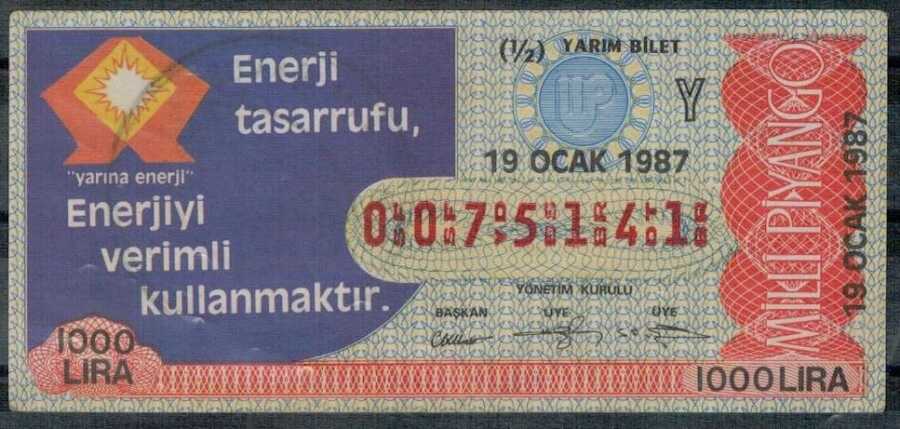 Enerji
tasarrufu,
"yarına enerji"
Enerjiyi
verimli
kullanmaktır.
1000
LIRA
(1/2) YARIM BİLET
Y
19 OCAK 1987
0 0 7 5 1 4 1
YÖNETİM KURULU
BAŞKAN ÜYE ÜYE
1000 LIRA
MİLLİ PİYANGO
19 OCAK 1987